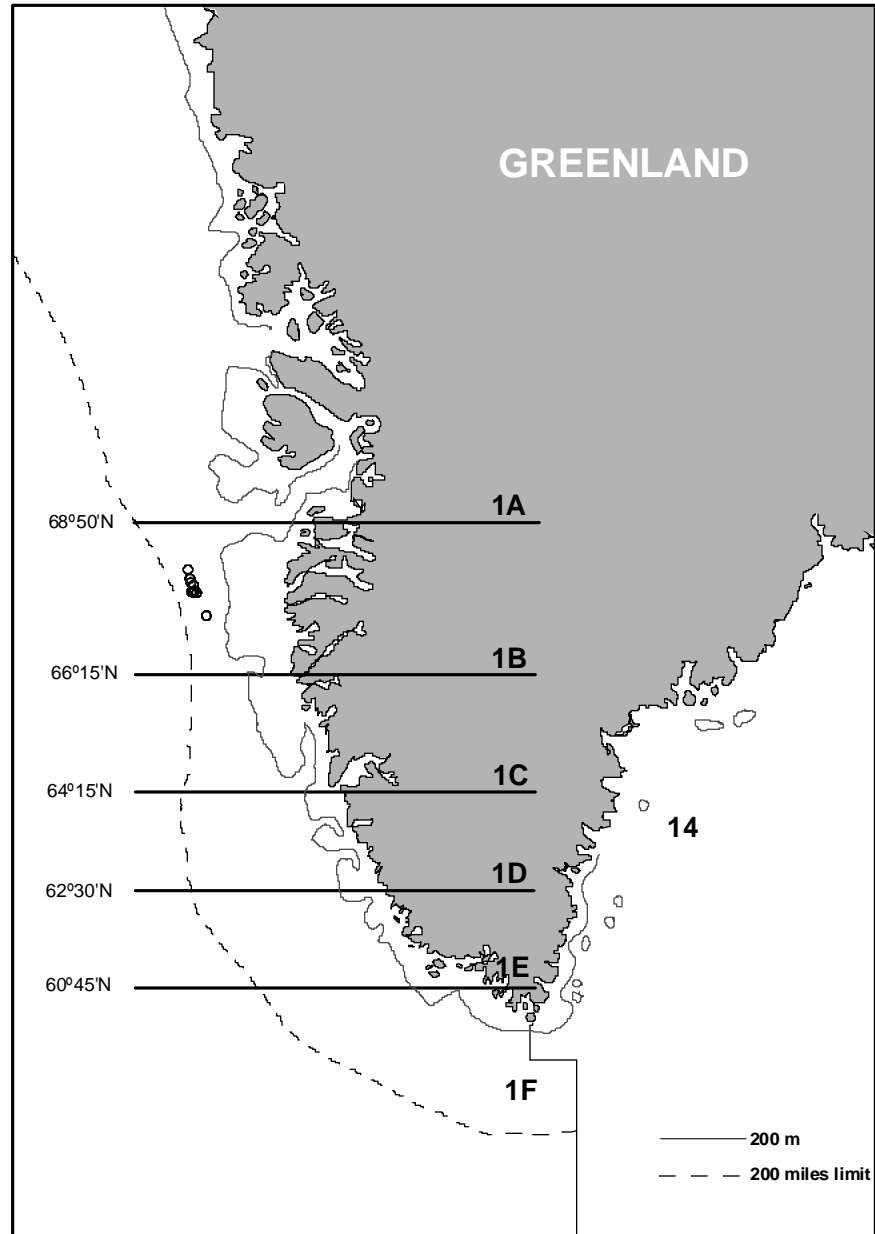 GREENLAND
1A
68º50'N
1B
66º15'N
1C
64º15'N
14
1D
62º30'N
1E
60º45'N
1F
200 m
200 miles limit